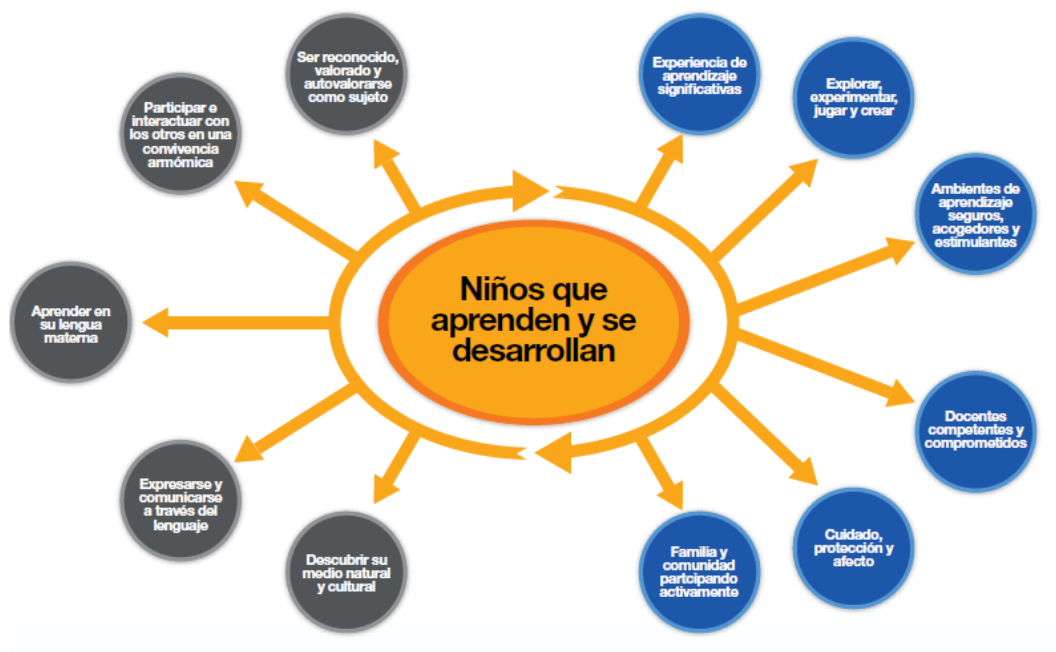 Ser reconocido,
valorado y
autovalorarse
como sujeto
Experiencia de
aprendizaje
significativas
Explorar,
experimentar,
jugar y crear
Participar e
interactuar con
los otros en una
convivencia
armómica
Ambientes de
aprendizaje
seguros,
acogedores y
estimulantes
Niños que
aprenden y se
desarrollan
Aprender en
su lengua
materna
Docentes
competentes y
comprometidos
Expresarse y
comunicarse
a través del
lenguaje
Cuidado,
protección y
afecto
Descubrir su
medio natural
y cultural
Familia y
comunidad
partcipando
activamente